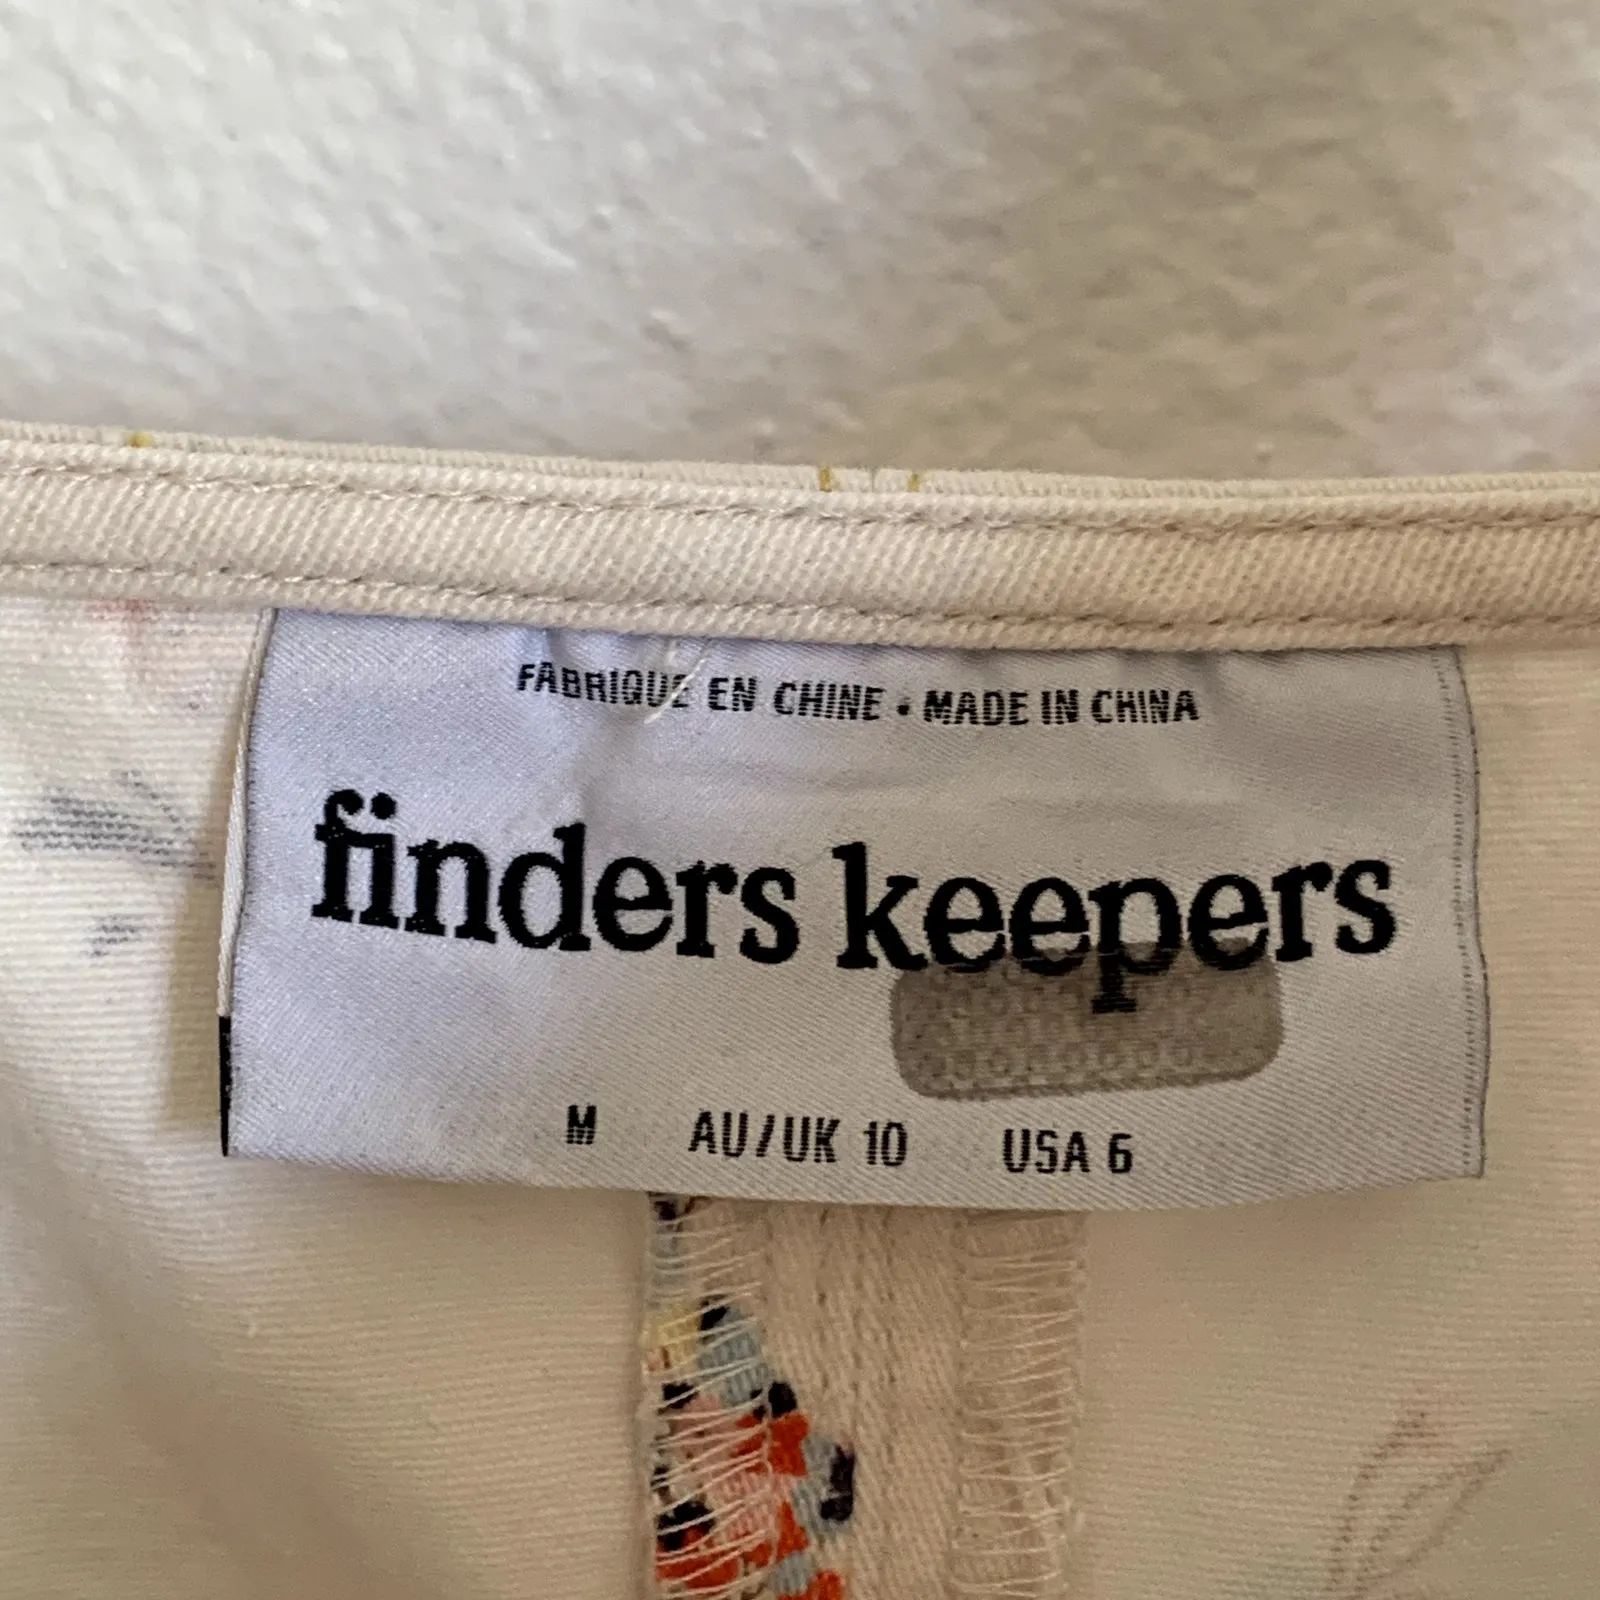 FABRIQUE EN CHINE • MADE IN CHINA
finders keepers
M AU/UK 10 USA 6